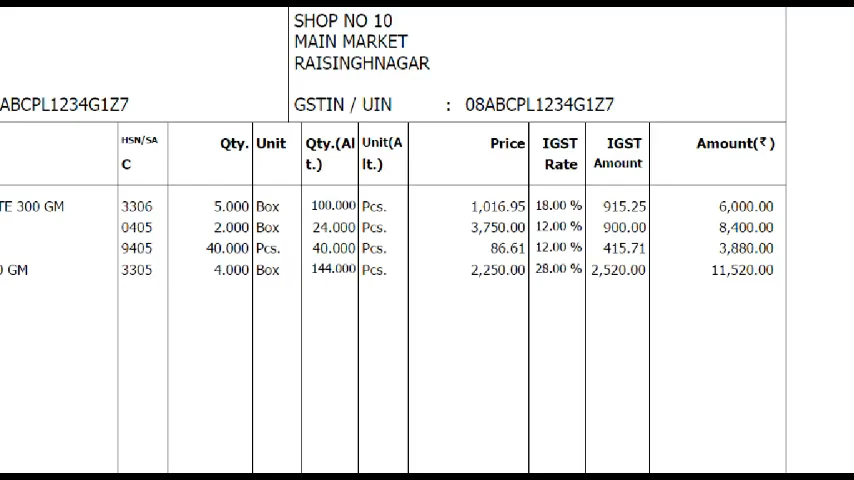 SHOP NO 10
MAIN MARKET
RAISINGHNAGAR
ABCPL1234G1Z7 GSTIN / UIN : 08ABCPL1234G1Z7
HSN/SA Qty. Unit Qty.(Al Unit(A Price IGST IGST Amount(₹)
C t.) lt.) Rate Amount
TE 300 GM 3306 5.000 Box 100.000 Pcs. 1,016.95 18.00 % 915.25 6,000.00
0405 2.000 Box 24.000 Pcs. 3,750.00 12.00 % 900.00 8,400.00
9405 40.000 Pcs. 40.000 Pcs. 86.61 12.00 % 415.71 3,880.00
0 GM 3305 4.000 Box 144.000 Pcs. 2,250.00 28.00 % 2,520.00 11,520.00